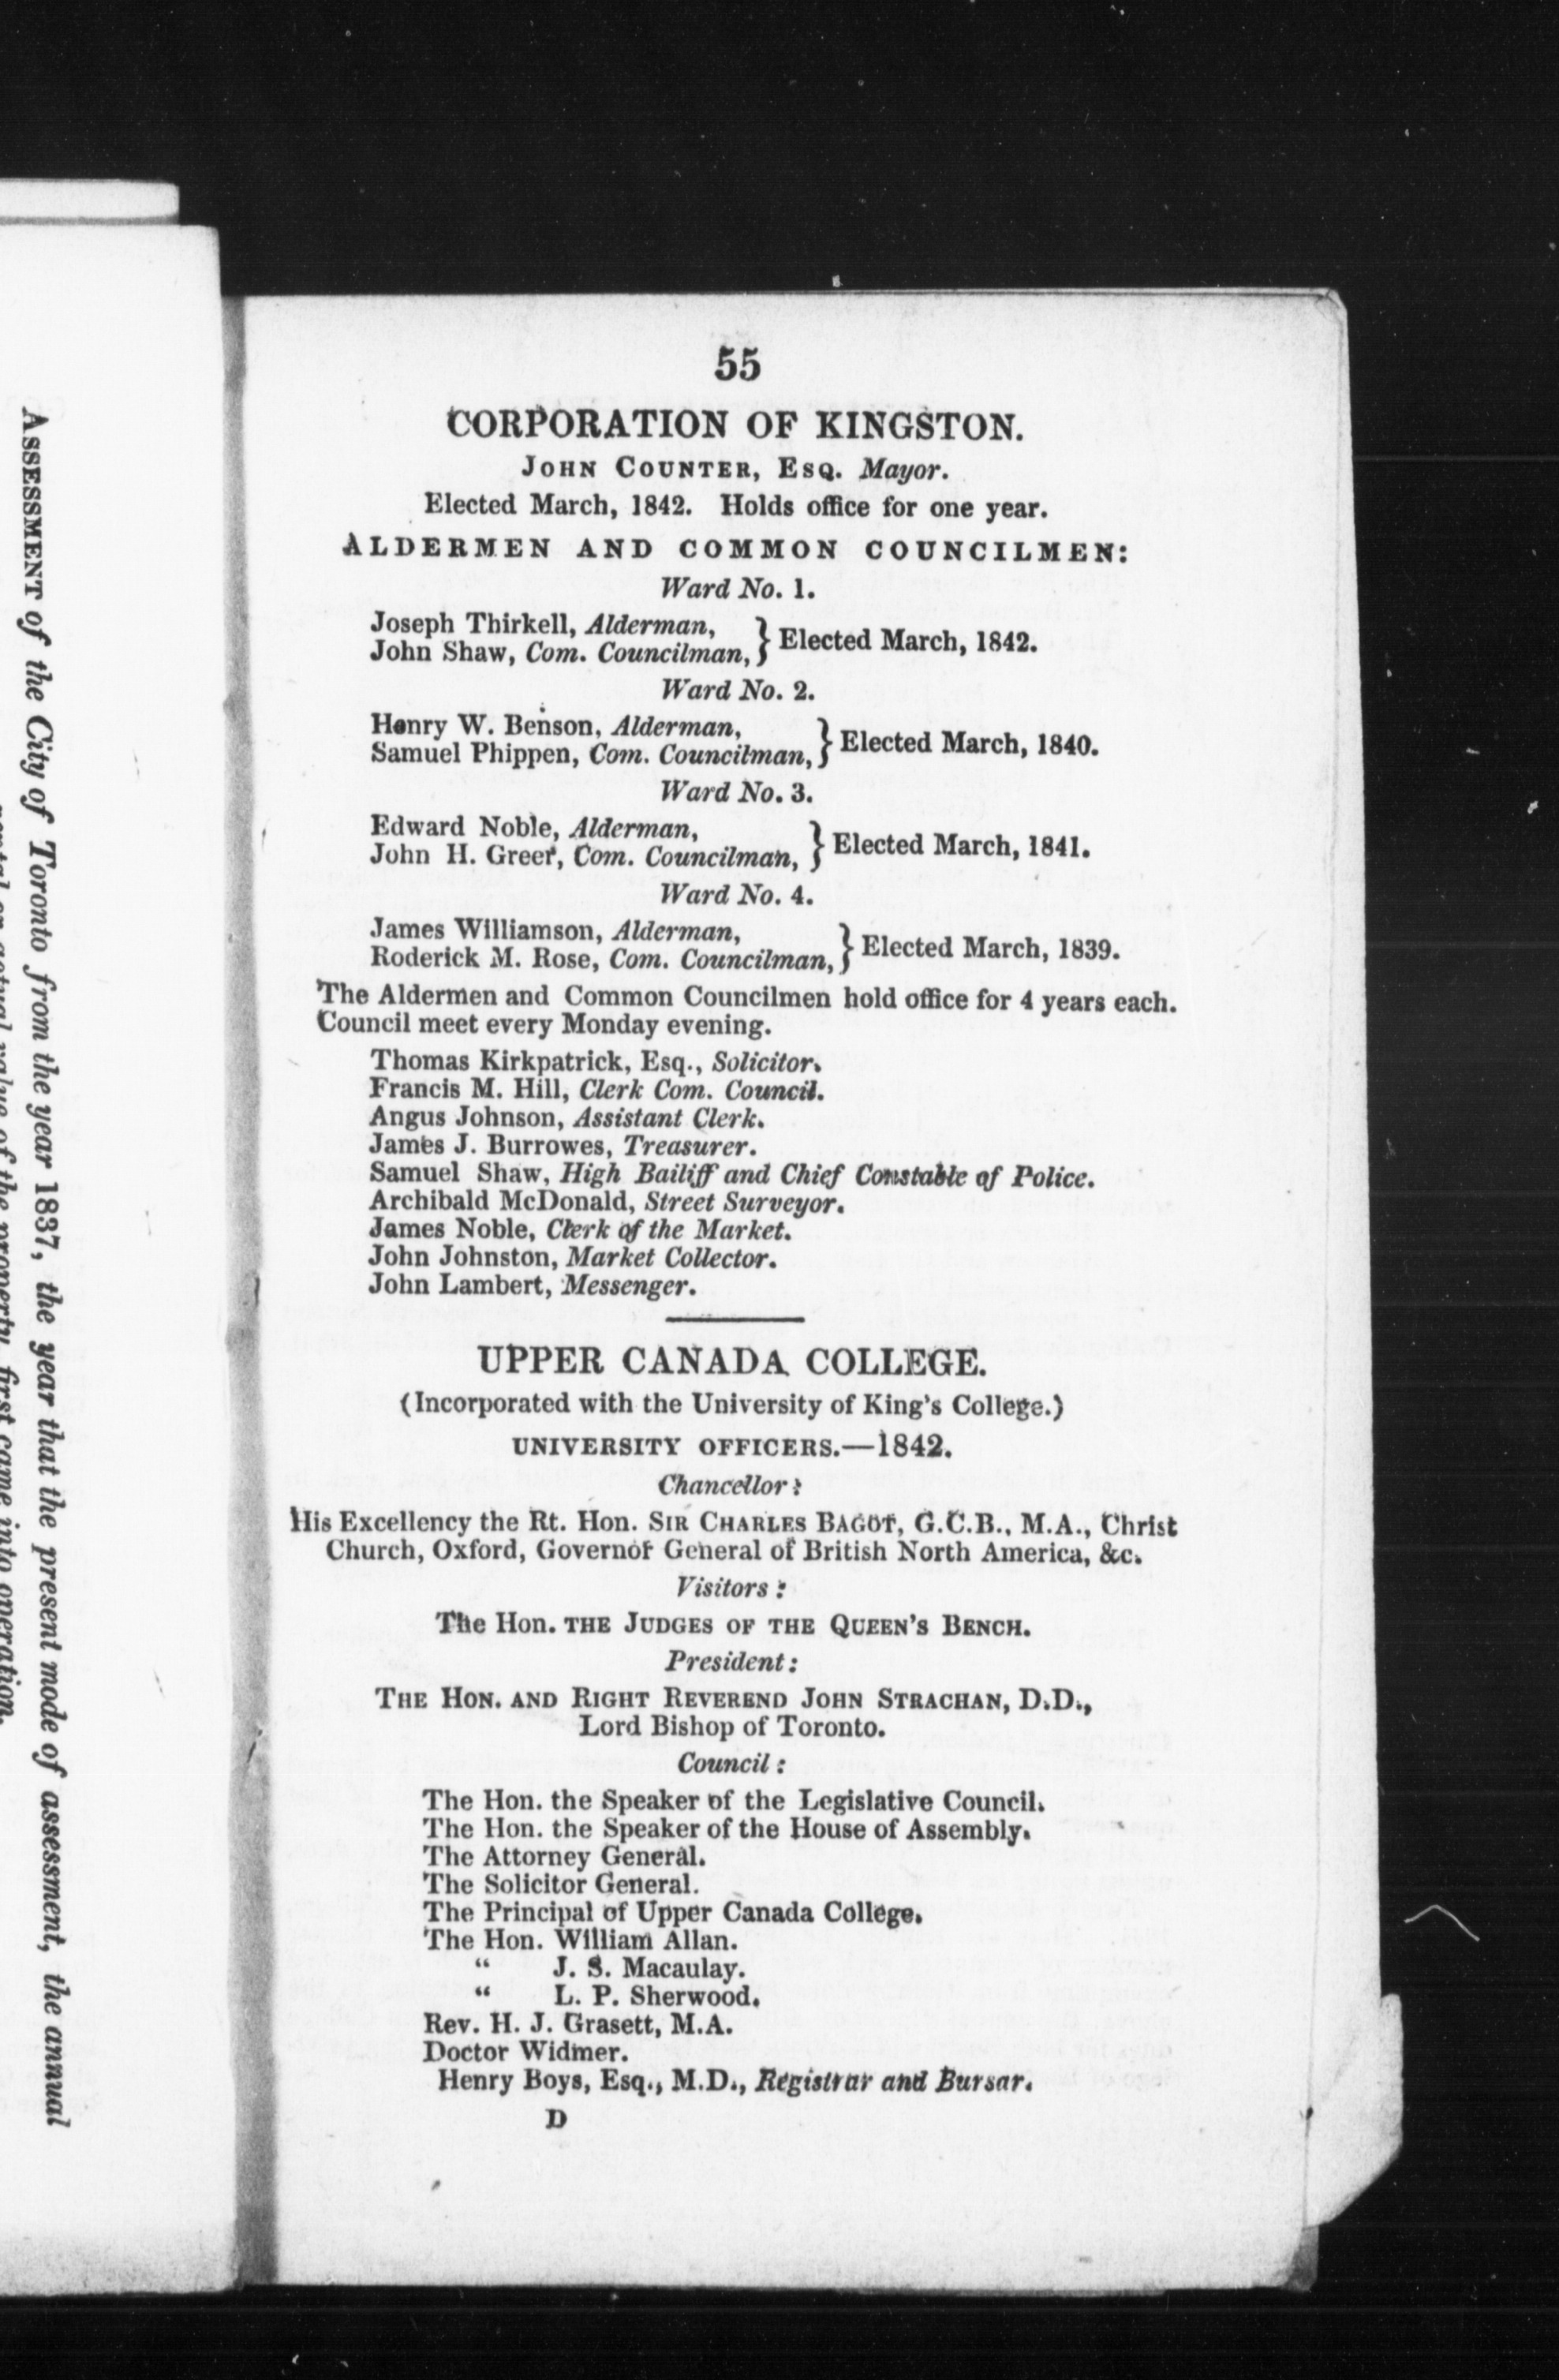 ASSESSMENT of the City of Toronto from the year 1837, the year that the present mode of assessment, the annual
actual value of the property, first came into operation.
55
CORPORATION OF KINGSTON.
JOHN COUNTER, ESQ. Mayor.
Elected March, 1842. Holds office for one year.
ALDERMEN AND COMMON COUNCILMEN:
Ward No. 1.
Joseph Thirkell, Alderman,
John Shaw, Com. Councilman, } Elected March, 1842.
Ward No. 2.
Henry W. Benson, Alderman,
Samuel Phippen, Com. Councilman, } Elected March, 1840.
Ward No. 3.
Edward Noble, Alderman,
John H. Greer, Com. Councilman, } Elected March, 1841.
Ward No. 4.
James Williamson, Alderman,
Roderick M. Rose, Com. Councilman, } Elected March, 1839.
The Aldermen and Common Councilmen hold office for 4 years each.
Council meet every Monday evening.
Thomas Kirkpatrick, Esq., Solicitor.
Francis M. Hill, Clerk Com. Council.
Angus Johnson, Assistant Clerk.
James J. Burrowes, Treasurer.
Samuel Shaw, High Bailiff and Chief Constable of Police.
Archibald McDonald, Street Surveyor.
James Noble, Clerk of the Market.
John Johnston, Market Collector.
John Lambert, Messenger.
UPPER CANADA COLLEGE.
(Incorporated with the University of King's College.)
UNIVERSITY OFFICERS.—1842.
Chancellor:
His Excellency the Rt. Hon. SIR CHARLES BAGOT, G.C.B., M.A., Christ
Church, Oxford, Governor General of British North America, &c.
Visitors:
The Hon. THE JUDGES OF THE QUEEN'S BENCH.
President:
THE HON. AND RIGHT REVEREND JOHN STRACHAN, D.D.,
Lord Bishop of Toronto.
Council:
The Hon. the Speaker of the Legislative Council.
The Hon. the Speaker of the House of Assembly.
The Attorney General.
The Solicitor General.
The Principal of Upper Canada College.
The Hon. William Allan.
" J. S. Macaulay.
" L. P. Sherwood.
Rev. H. J. Grasett, M.A.
Doctor Widmer.
Henry Boys, Esq., M.D., Registrar and Bursar.
D